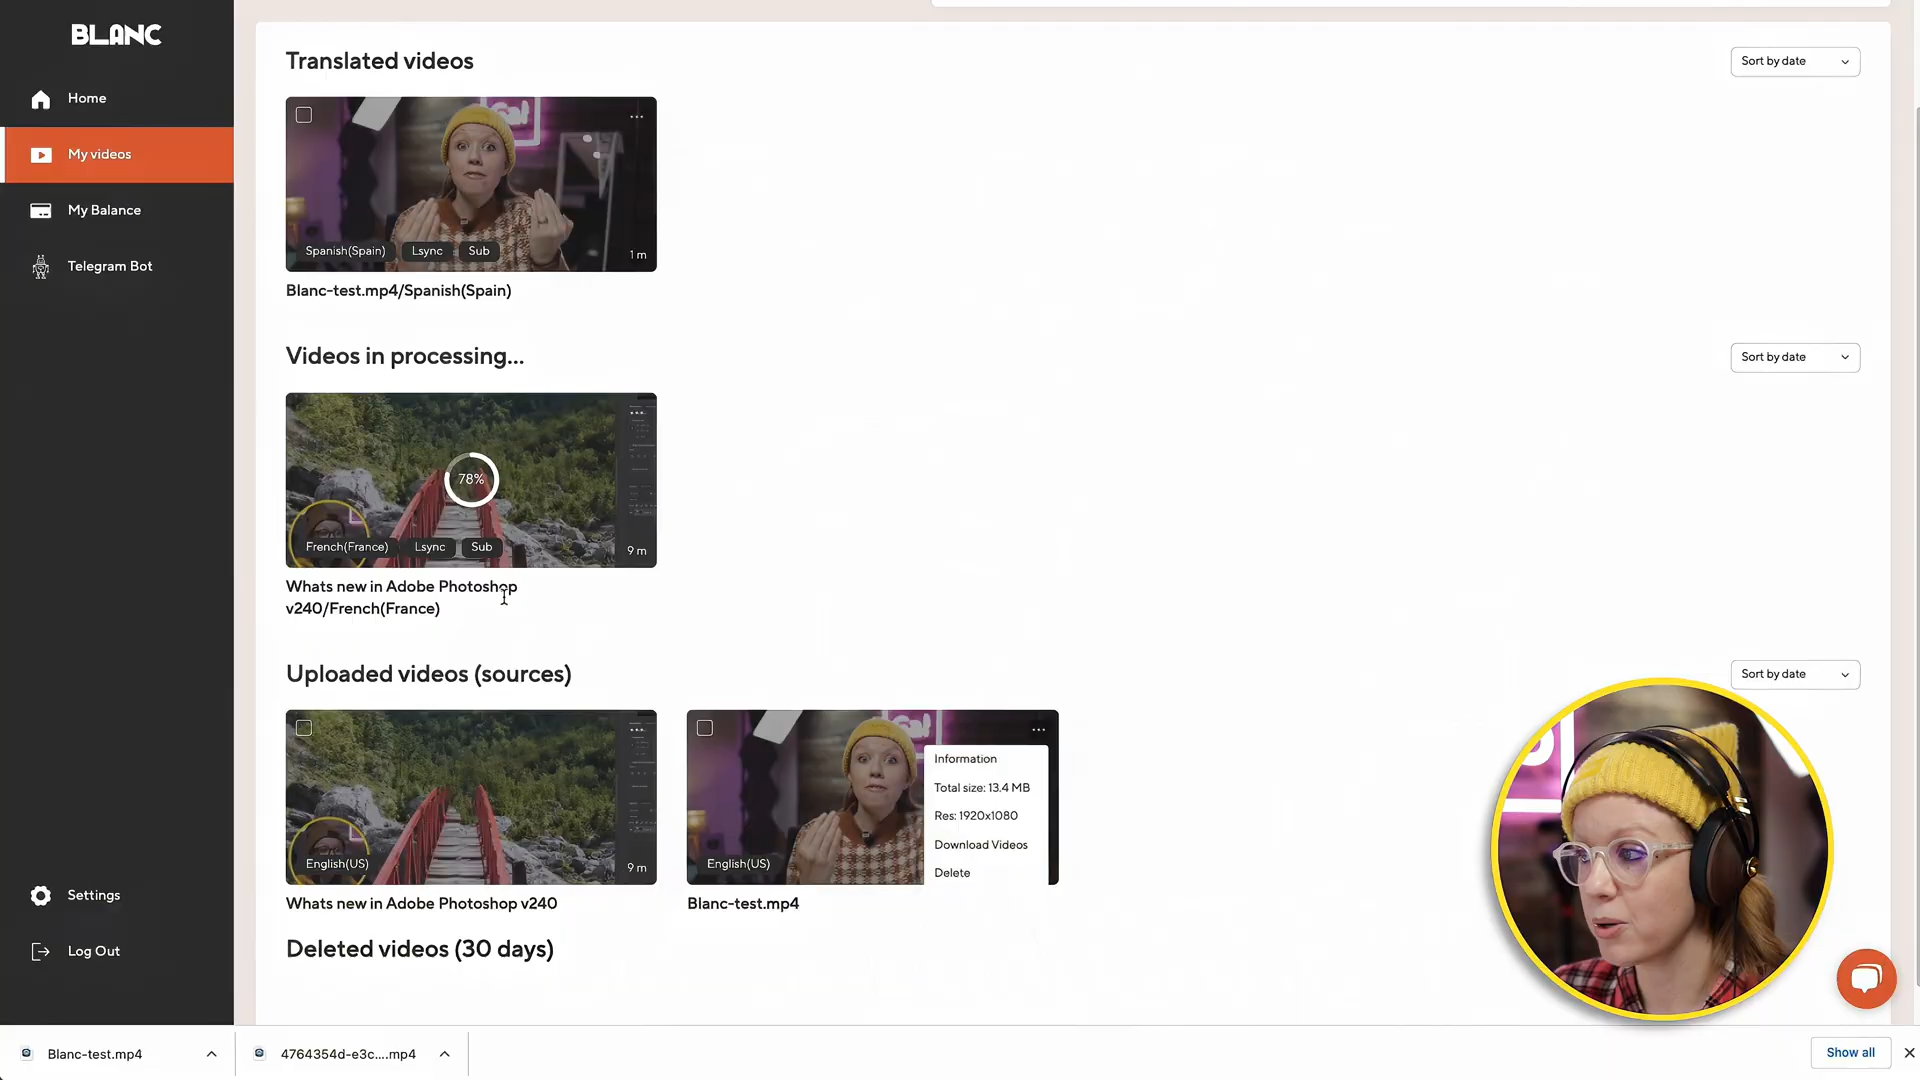 BLANC
Home
My videos
My Balance
Telegram Bot
Settings
Log Out
Translated videos
Sort by date
Spanish(Spain)
Lsync
Sub
1 m
Blanc-test.mp4/Spanish(Spain)
Videos in processing...
Sort by date
78%
French(France)
Lsync
Sub
9 m
Whats new in Adobe Photoshop
v240/French(France)
Uploaded videos (sources)
Sort by date
English(US)
9 m
Whats new in Adobe Photoshop v240
English(US)
Information
Total size: 13.4 MB
Res: 1920x1080
Download Videos
Delete
Blanc-test.mp4
Deleted videos (30 days)
Blanc-test.mp4
4764354d-e3c....mp4
Show all